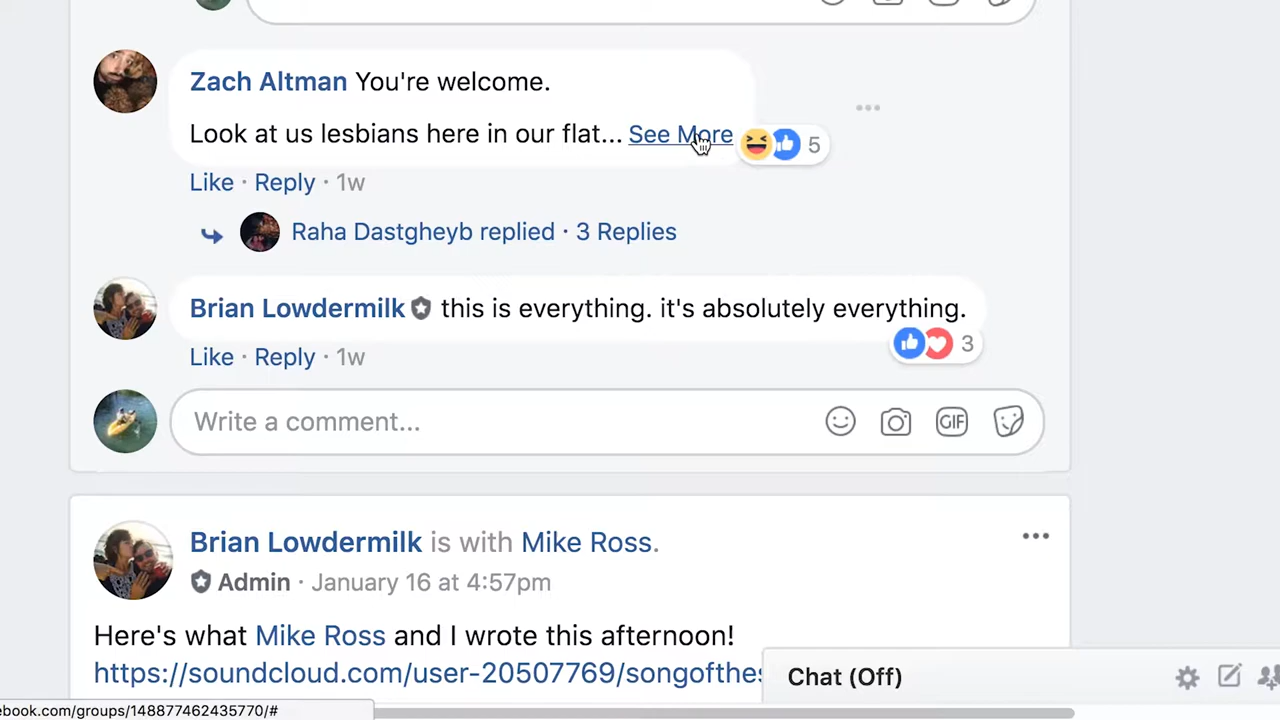 Zach Altman You're welcome.
Look at us lesbians here in our flat... See More
5
Like · Reply · 1w
Raha Dastgheyb replied · 3 Replies
Brian Lowdermilk this is everything. it's absolutely everything.
3
Like · Reply · 1w
Write a comment...
GIF
Brian Lowdermilk is with Mike Ross.
Admin · January 16 at 4:57pm
Here's what Mike Ross and I wrote this afternoon!
https://soundcloud.com/user-20507769/songofthes
Chat (Off)
ebook.com/groups/148877462435770/#